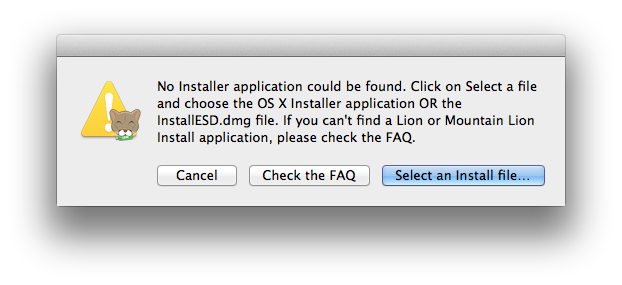 No Installer application could be found. Click on Select a file
and choose the OS X Installer application OR the
InstallESD.dmg file. If you can't find a Lion or Mountain Lion
Install application, please check the FAQ.
Cancel
Check the FAQ
Select an Install file...